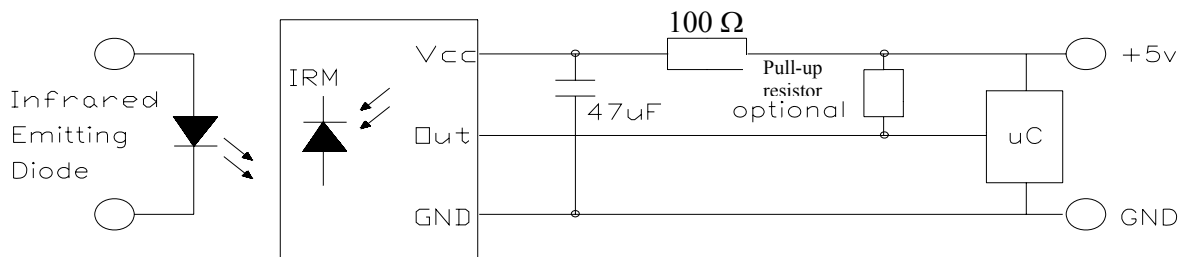 100 Ω
Vcc
+5v
IRM
Pull-up
resistor
optional
47uF
Infrared
Emitting
Diode
Out
uC
GND
GND